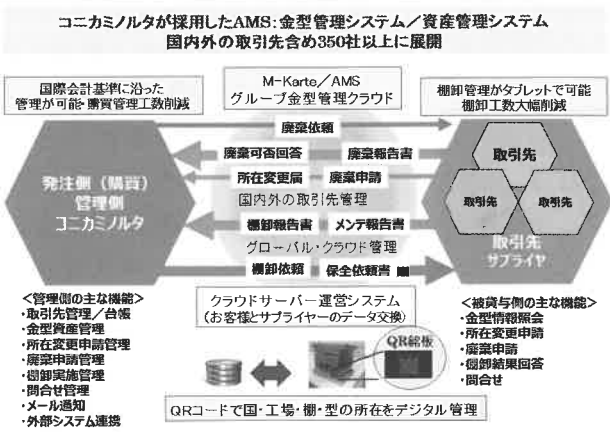 コニカミノルタが採用したAMS：金型管理システム／資産管理システム
国内外の取引先含め350社以上に展開
国際会計基準に沿った
管理が可能・購買管理工数削減
M-Karte／AMS
グループ金型管理クラウド
棚卸管理がタブレットで可能
棚卸工数大幅削減
廃棄依頼
廃棄可否回答
廃棄報告書
所在変更届
廃棄申請
国内外の取引先管理
棚卸報告書
メンテ報告書
グローバル・クラウド管理
棚卸依頼
保全依頼書
発注側（購買）
管理側
コニカミノルタ
取引先
取引先
取引先
取引先
サプライヤ
＜管理側の主な機能＞
・取引先管理／台帳
・金型資産管理
・所在変更申請管理
・廃棄申請管理
・棚卸実施管理
・問合せ管理
・メール通知
・外部システム連携
クラウドサーバー運営システム
（お客様とサプライヤーのデータ交換）
QR銘板
QRコードで国・工場・棚・型の所在をデジタル管理
＜被貸与側の主な機能＞
・金型情報照会
・所在変更申請
・廃棄申請
・棚卸結果回答
・問合せ